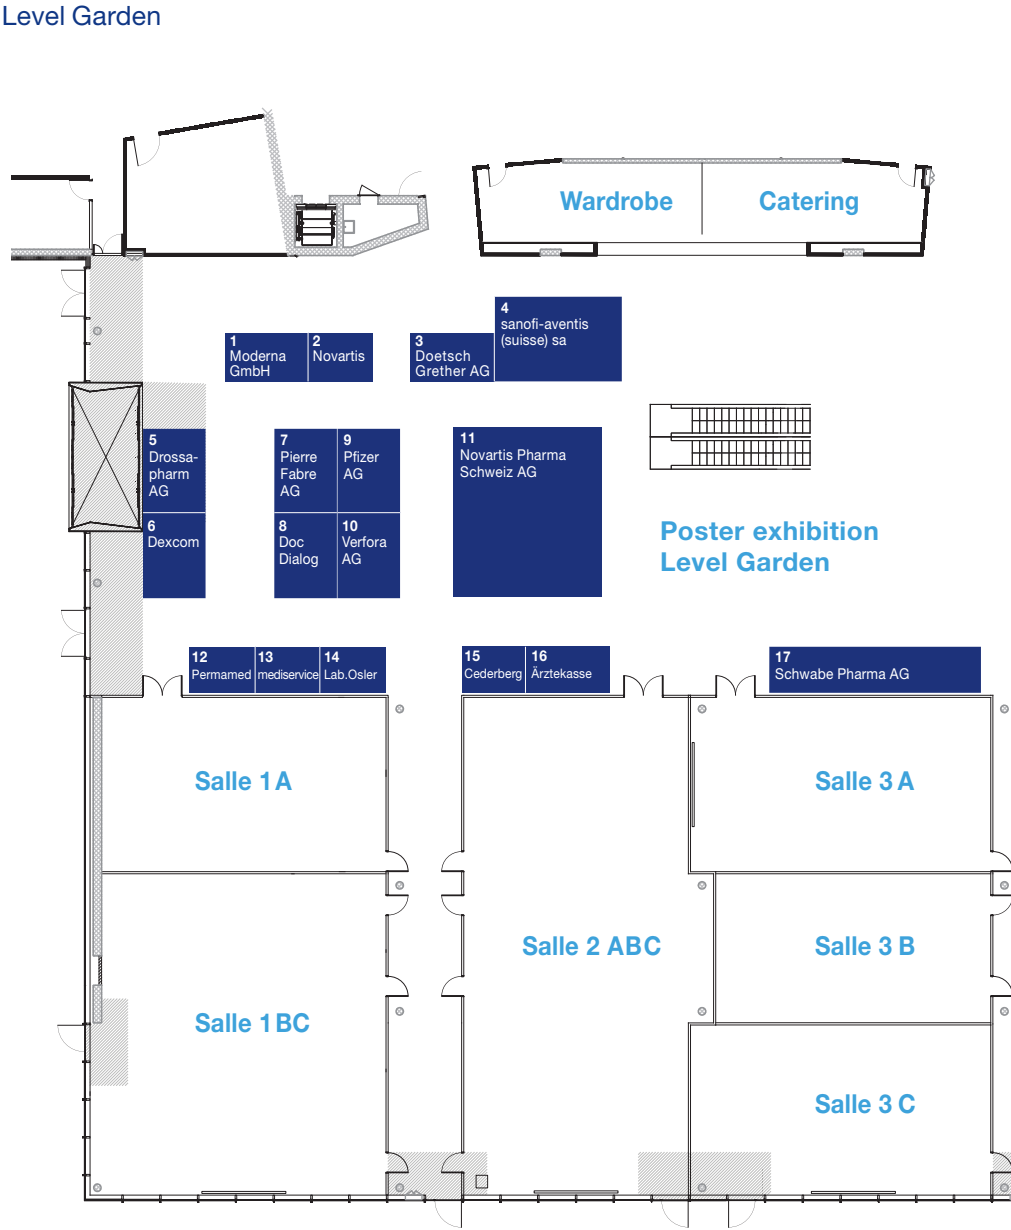 Level Garden
Wardrobe
Catering
1
Moderna
GmbH
2
Novartis
3
Doetsch
Grether AG
4
sanofi-aventis
(suisse) sa
5
Drossa-
pharm
AG
6
Dexcom
7
Pierre
Fabre
AG
8
Doc
Dialog
9
Pfizer
AG
10
Verfora
AG
11
Novartis Pharma
Schweiz AG
Poster exhibition
Level Garden
12
Permamed
13
mediservice
14
Lab.Osler
15
Cederberg
16
Ärztekasse
17
Schwabe Pharma AG
Salle 1 A
Salle 3 A
Salle 2 ABC
Salle 3 B
Salle 1 BC
Salle 3 C